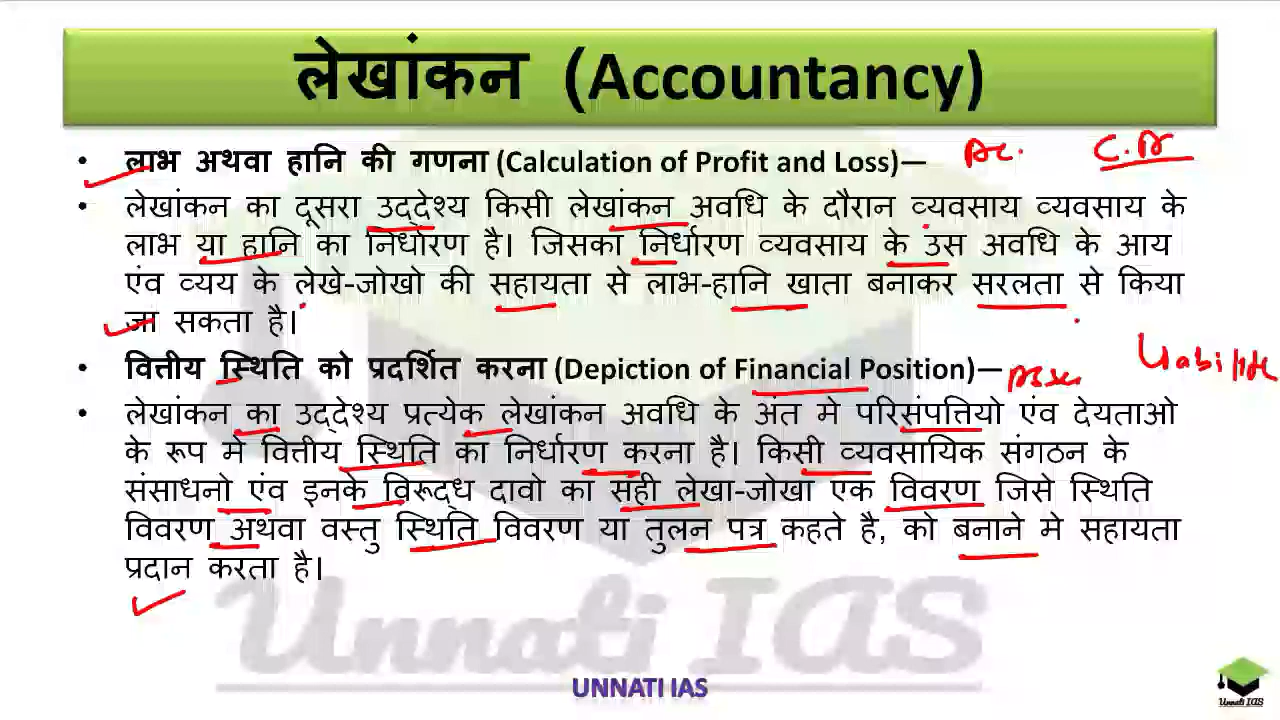 लेखांकन (Accountancy)
• लाभ अथवा हानि की गणना (Calculation of Profit and Loss)—
• लेखांकन का दूसरा उद्देश्य किसी लेखांकन अवधि के दौरान व्यवसाय व्यवसाय के
लाभ या हानि का निर्धारण है। जिसका निर्धारण व्यवसाय के उस अवधि के आय
एंव व्यय के लेखे-जोखो की सहायता से लाभ-हानि खाता बनाकर सरलता से किया
जा सकता है।
• वित्तीय स्थिति को प्रदर्शित करना (Depiction of Financial Position)—
• लेखांकन का उद्देश्य प्रत्येक लेखांकन अवधि के अंत मे परिसंपत्तियो एंव देयताओ
के रूप मे वित्तीय स्थिति का निर्धारण करना है। किसी व्यवसायिक संगठन के
संसाधनो एंव इनके विरूद्ध दावो का सही लेखा-जोखा एक विवरण जिसे स्थिति
विवरण अथवा वस्तु स्थिति विवरण या तुलन पत्र कहते है, को बनाने मे सहायता
प्रदान करता है।
Unnati IAS
UNNATI IAS
Unnati IAS